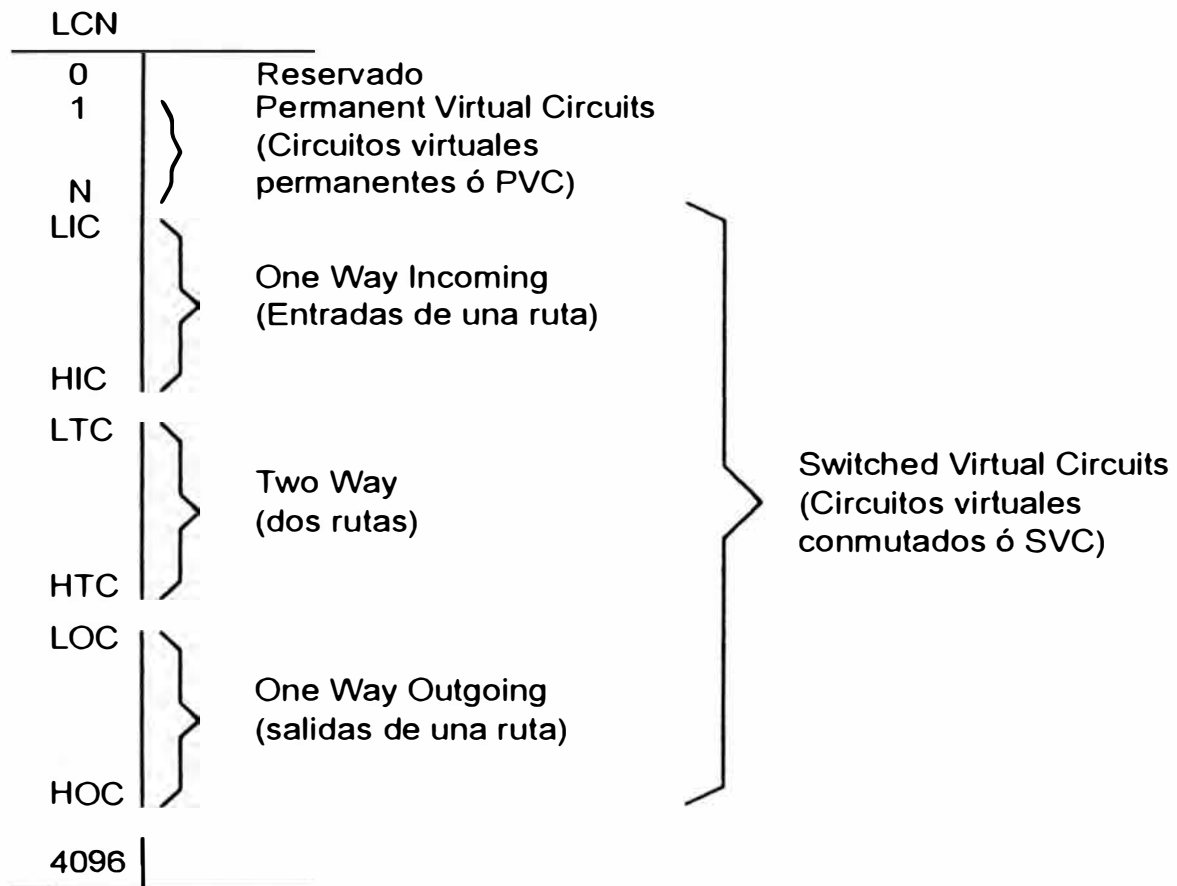 LCN
0 Reservado
1 Permanent Virtual Circuits
(Circuitos virtuales
N permanentes ó PVC)
LIC
One Way Incoming
(Entradas de una ruta)
HIC
LTC
Two Way
(dos rutas)
HTC
LOC
One Way Outgoing
(salidas de una ruta)
HOC
4096
Switched Virtual Circuits
(Circuitos virtuales
conmutados ó SVC)